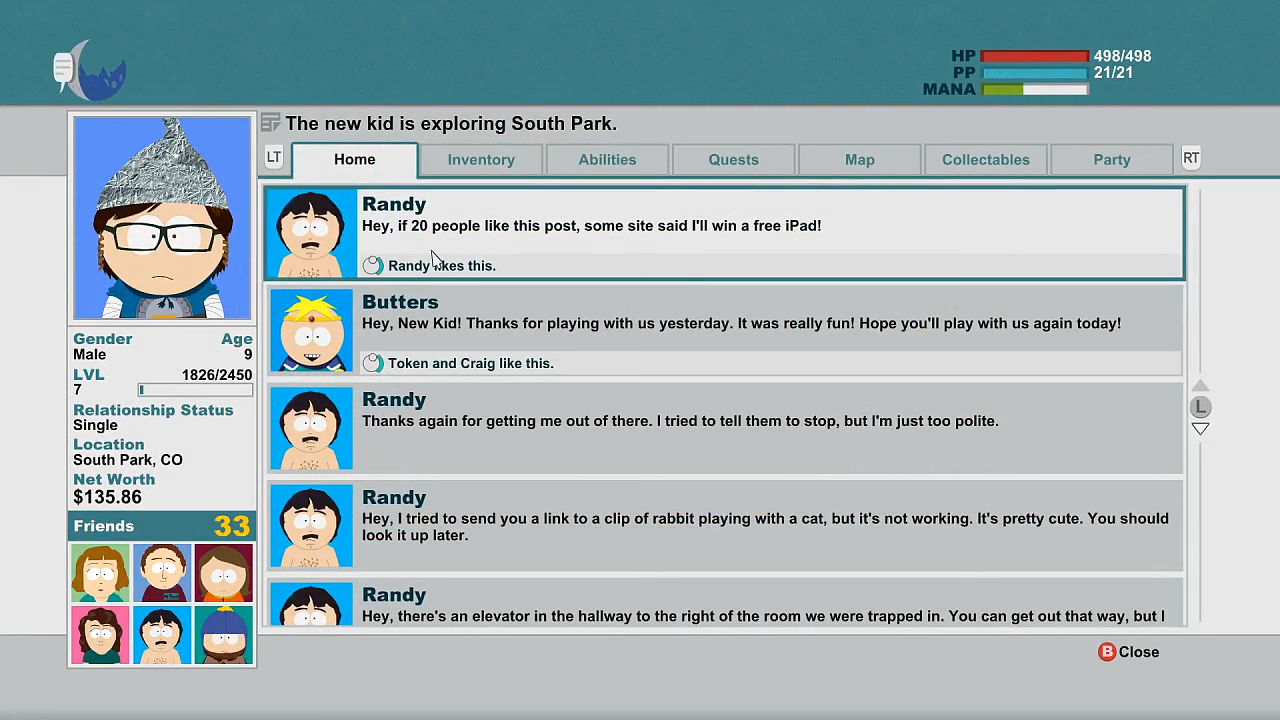 HP 498/498
PP 21/21
MANA
The new kid is exploring South Park.
LT Home Inventory Abilities Quests Map Collectables Party RT
Gender Age
Male 9
LVL 1826/2450
7
Relationship Status
Single
Location
South Park, CO
Net Worth
$135.86
Friends 33
Randy
Hey, if 20 people like this post, some site said I'll win a free iPad!
Randy likes this.
Butters
Hey, New Kid! Thanks for playing with us yesterday. It was really fun! Hope you'll play with us again today!
Token and Craig like this.
Randy
Thanks again for getting me out of there. I tried to tell them to stop, but I'm just too polite.
Randy
Hey, I tried to send you a link to a clip of rabbit playing with a cat, but it's not working. It's pretty cute. You should
look it up later.
Randy
Hey, there's an elevator in the hallway to the right of the room we were trapped in. You can get out that way, but I
L
B Close